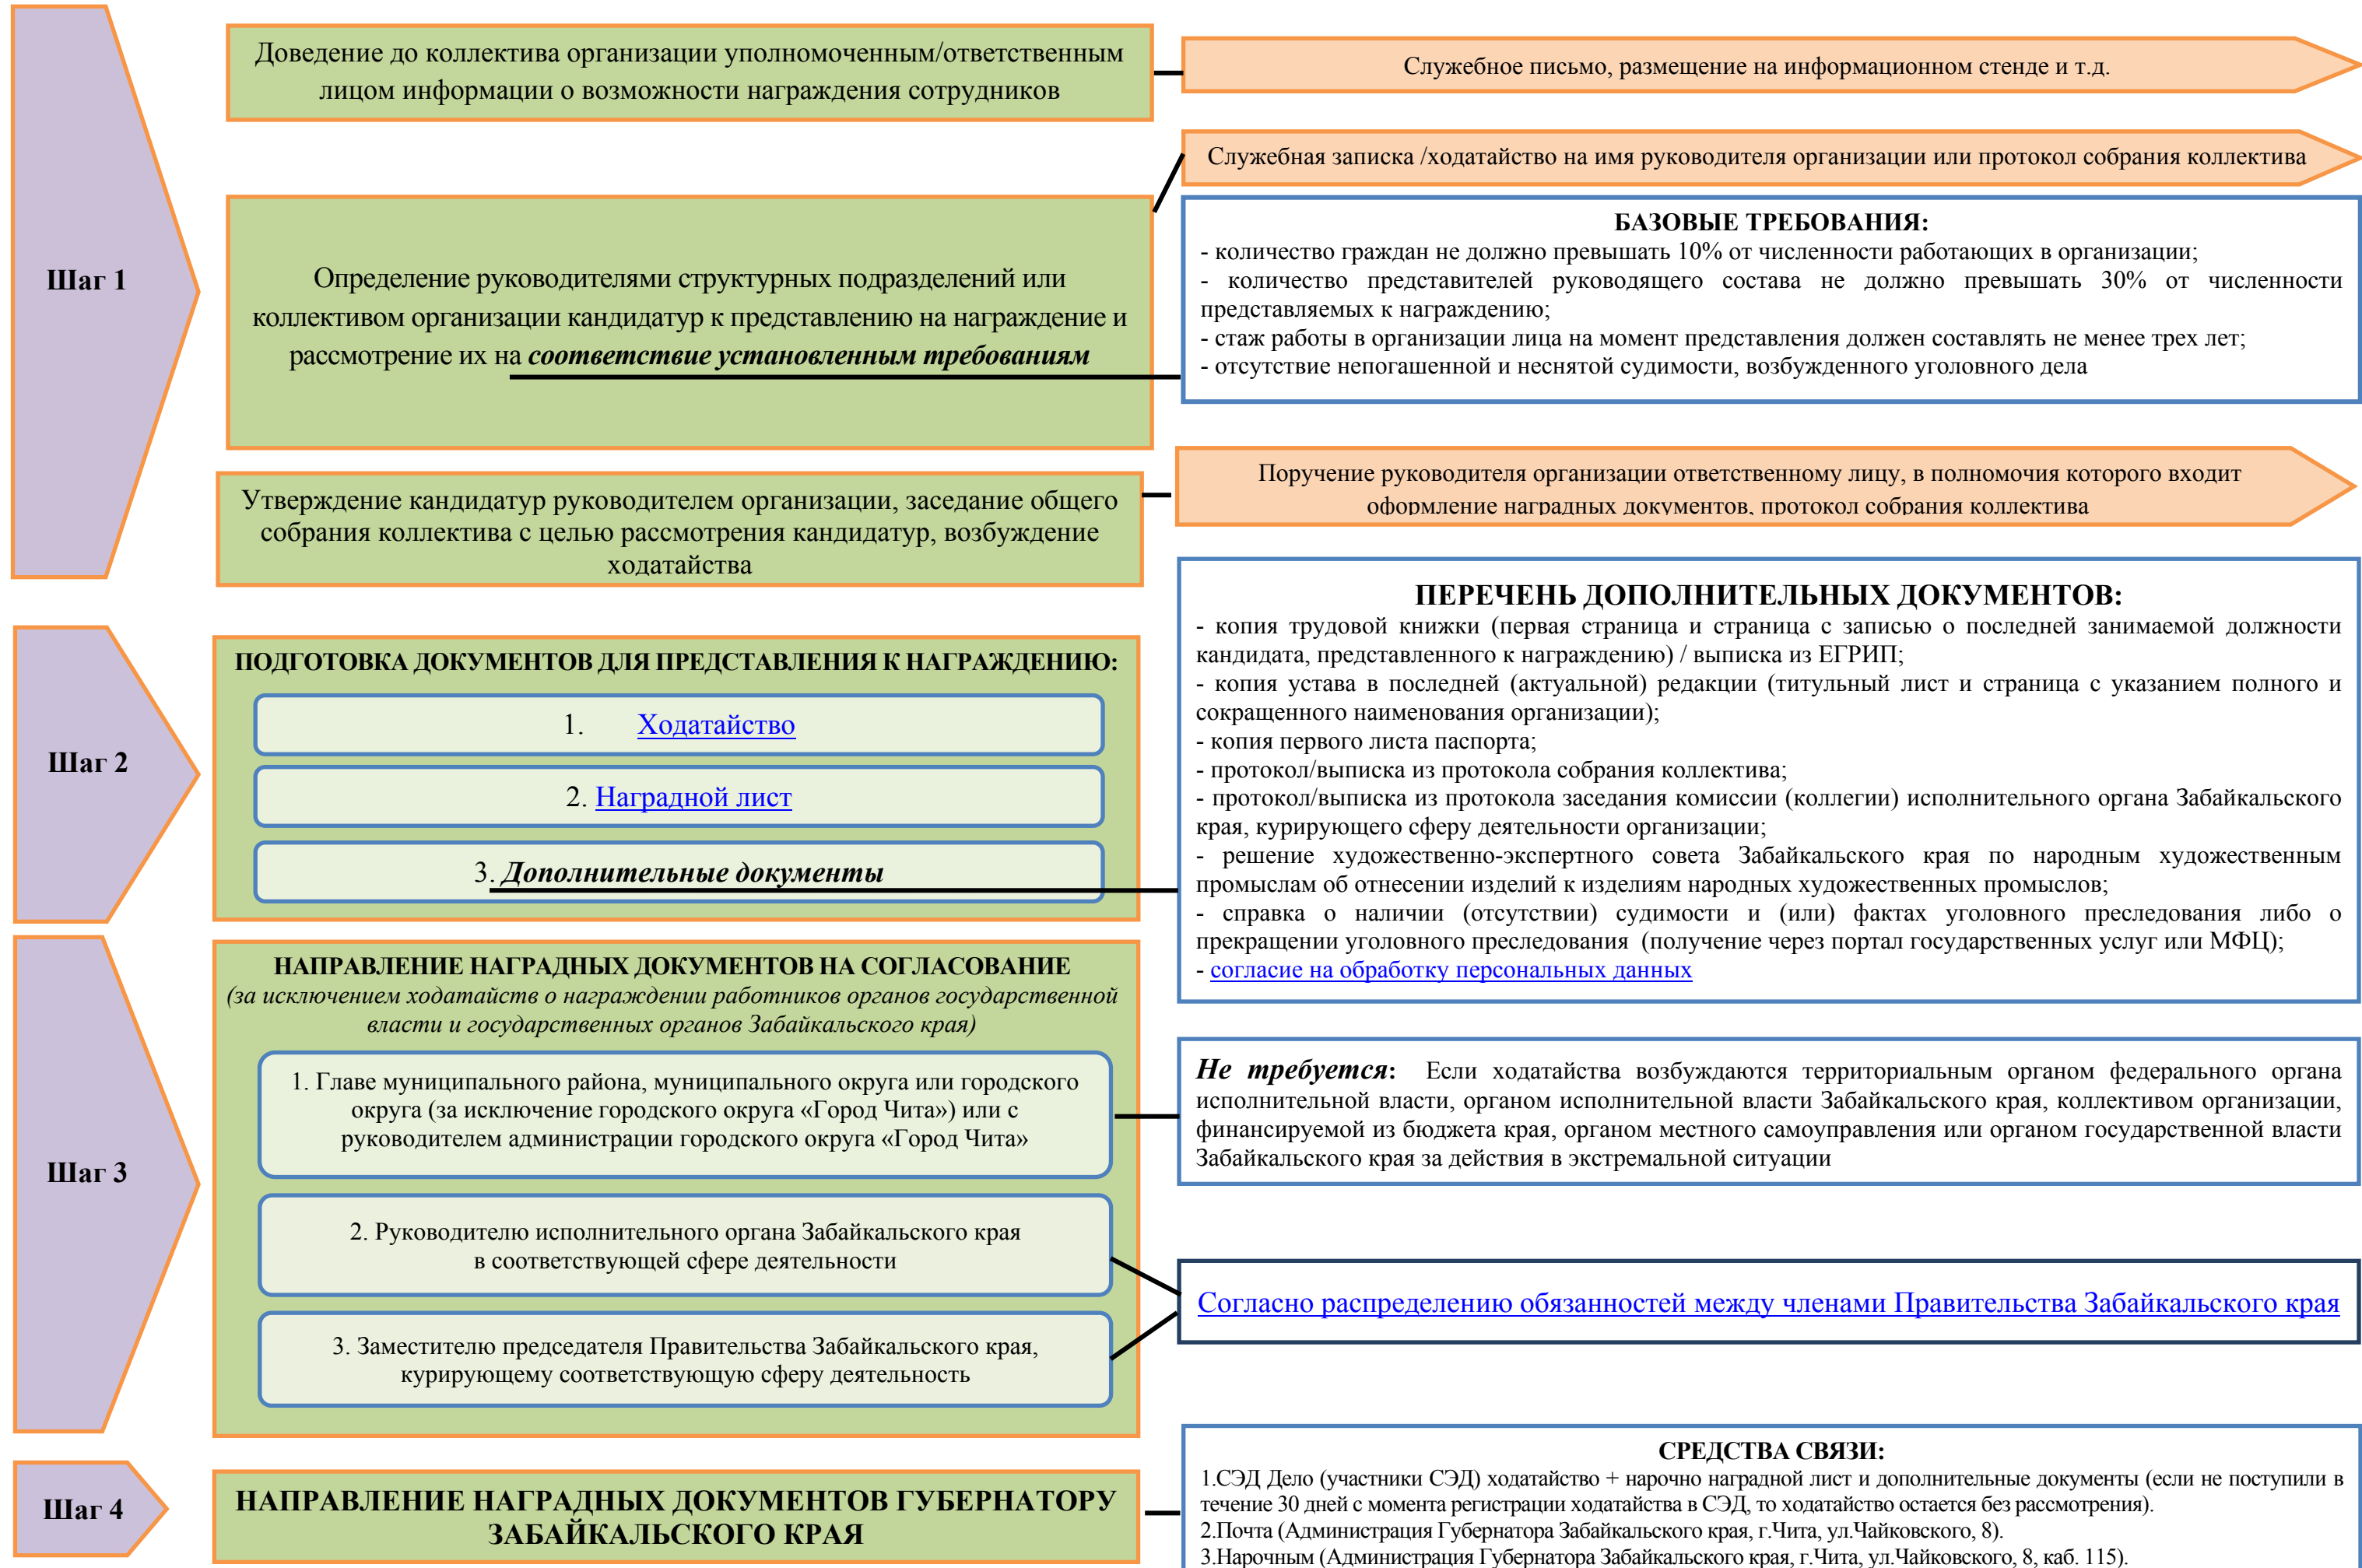 Шаг 1
Доведение до коллектива организации уполномоченным/ответственным
лицом информации о возможности награждения сотрудников
Служебное письмо, размещение на информационном стенде и т.д.
Служебная записка /ходатайство на имя руководителя организации или протокол собрания коллектива
Определение руководителями структурных подразделений или
коллективом организации кандидатур к представлению на награждение и
рассмотрение их на соответствие установленным требованиям
БАЗОВЫЕ ТРЕБОВАНИЯ:
- количество граждан не должно превышать 10% от численности работающих в организации;
- количество представителей руководящего состава не должно превышать 30% от численности
представляемых к награждению;
- стаж работы в организации лица на момент представления должен составлять не менее трех лет;
- отсутствие непогашенной и неснятой судимости, возбужденного уголовного дела
Утверждение кандидатур руководителем организации, заседание общего
собрания коллектива с целью рассмотрения кандидатур, возбуждение
ходатайства
Поручение руководителя организации ответственному лицу, в полномочия которого входит
оформление наградных документов, протокол собрания коллектива
Шаг 2
ПОДГОТОВКА ДОКУМЕНТОВ ДЛЯ ПРЕДСТАВЛЕНИЯ К НАГРАЖДЕНИЮ:
1. Ходатайство
2. Наградной лист
3. Дополнительные документы
ПЕРЕЧЕНЬ ДОПОЛНИТЕЛЬНЫХ ДОКУМЕНТОВ:
- копия трудовой книжки (первая страница и страница с записью о последней занимаемой должности
кандидата, представленного к награждению) / выписка из ЕГРИП;
- копия устава в последней (актуальной) редакции (титульный лист и страница с указанием полного и
сокращенного наименования организации);
- копия первого листа паспорта;
- протокол/выписка из протокола собрания коллектива;
- протокол/выписка из протокола заседания комиссии (коллегии) исполнительного органа Забайкальского
края, курирующего сферу деятельности организации;
- решение художественно-экспертного совета Забайкальского края по народным художественным
промыслам об отнесении изделий к изделиям народных художественных промыслов;
- справка о наличии (отсутствии) судимости и (или) фактах уголовного преследования либо о
прекращении уголовного преследования (получение через портал государственных услуг или МФЦ);
- согласие на обработку персональных данных
Шаг 3
НАПРАВЛЕНИЕ НАГРАДНЫХ ДОКУМЕНТОВ НА СОГЛАСОВАНИЕ
(за исключением ходатайств о награждении работников органов государственной
власти и государственных органов Забайкальского края)
1. Главе муниципального района, муниципального округа или городского
округа (за исключение городского округа «Город Чита») или с
руководителем администрации городского округа «Город Чита»
Не требуется: Если ходатайства возбуждаются территориальным органом федерального органа
исполнительной власти, органом исполнительной власти Забайкальского края, коллективом организации,
финансируемой из бюджета края, органом местного самоуправления или органом государственной власти
Забайкальского края за действия в экстремальной ситуации
2. Руководителю исполнительного органа Забайкальского края
в соответствующей сфере деятельности
3. Заместителю председателя Правительства Забайкальского края,
курирующему соответствующую сферу деятельность
Согласно распределению обязанностей между членами Правительства Забайкальского края
Шаг 4
НАПРАВЛЕНИЕ НАГРАДНЫХ ДОКУМЕНТОВ ГУБЕРНАТОРУ
ЗАБАЙКАЛЬСКОГО КРАЯ
СРЕДСТВА СВЯЗИ:
1.СЭД Дело (участники СЭД) ходатайство + нарочно наградной лист и дополнительные документы (если не поступили в
течение 30 дней с момента регистрации ходатайства в СЭД, то ходатайство остается без рассмотрения).
2.Почта (Администрация Губернатора Забайкальского края, г.Чита, ул.Чайковского, 8).
3.Нарочным (Администрация Губернатора Забайкальского края, г.Чита, ул.Чайковского, 8, каб. 115).